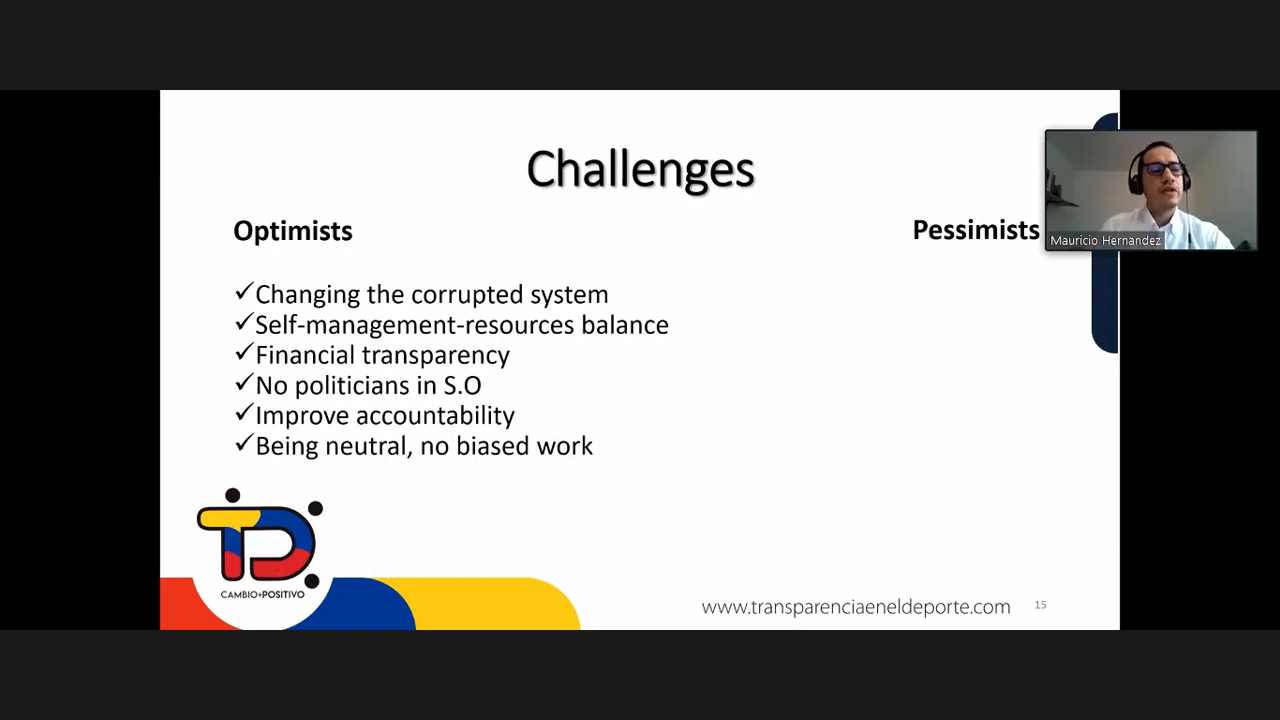 Challenges
Optimists
Pessimists
Mauricio Hernandez
✓Changing the corrupted system
✓Self-management-resources balance
✓Financial transparency
✓No politicians in S.O
✓Improve accountability
✓Being neutral, no biased work
TD
CAMBIO+POSITIVO
www.transparenciaeneldeporte.com
15